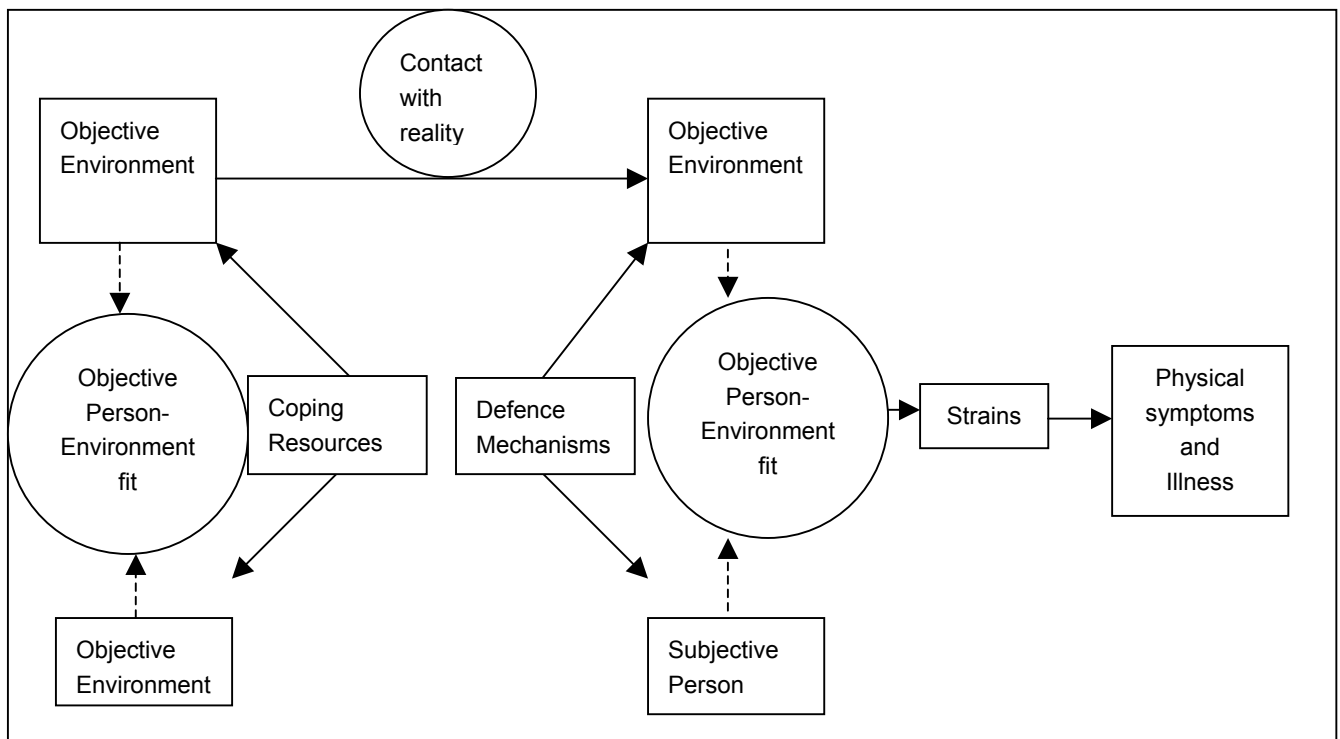 Contact
with
reality
Objective
Environment
Objective
Environment
Objective
Person-
Environment
fit
Coping
Resources
Defence
Mechanisms
Objective
Person-
Environment
fit
Strains
Physical
symptoms
and
Illness
Objective
Environment
Subjective
Person